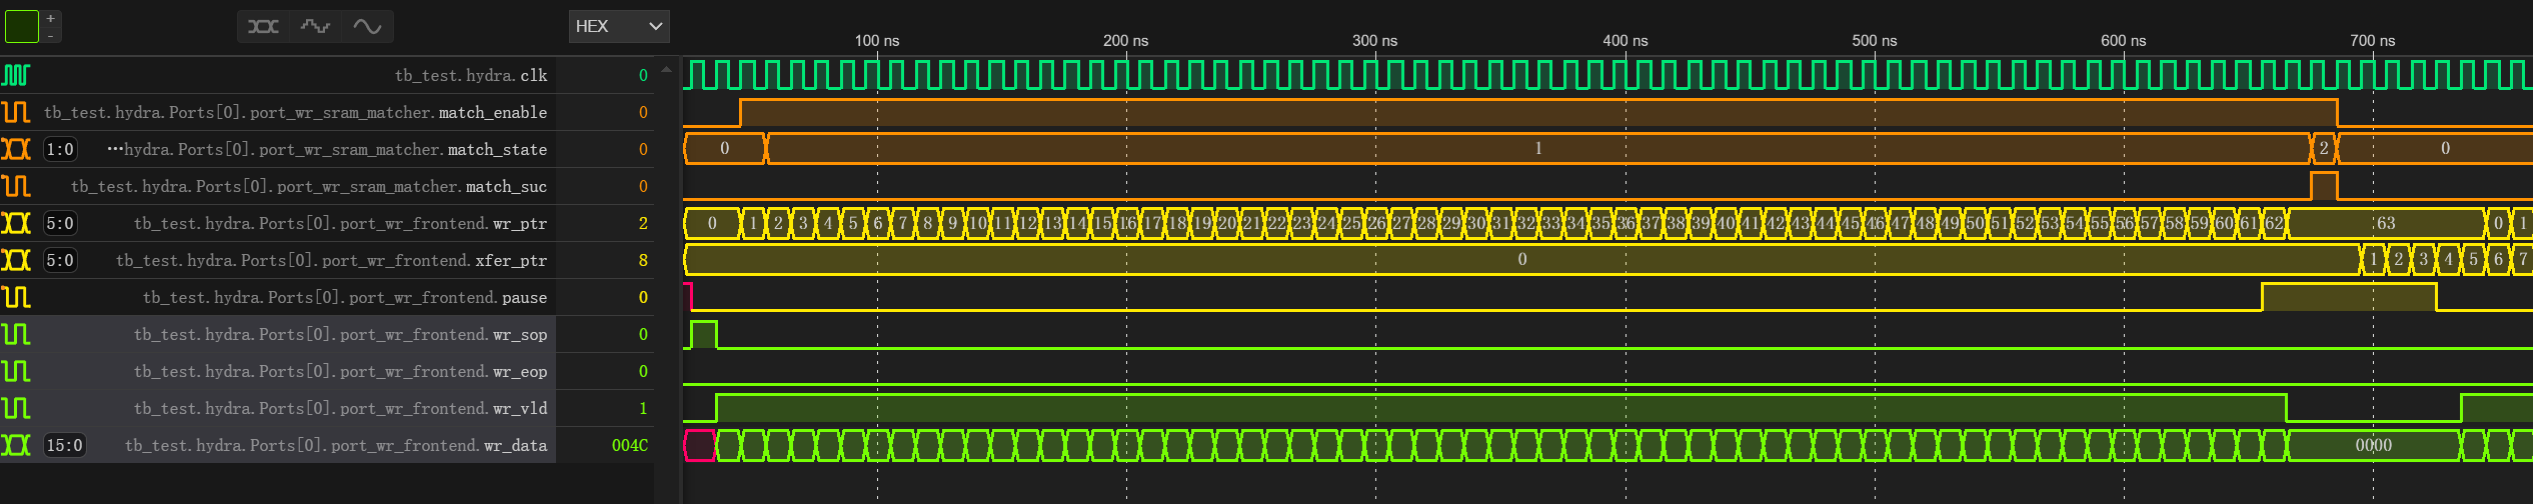 +
-
HEX
100 ns 200 ns 300 ns 400 ns 500 ns 600 ns 700 ns
tb_test.hydra.clk 0
tb_test.hydra.Ports[0].port_wr_sram_matcher.match_enable 0
1:0 ···hydra.Ports[0].port_wr_sram_matcher.match_state 0 0 1 2 0
tb_test.hydra.Ports[0].port_wr_sram_matcher.match_suc 0
5:0 tb_test.hydra.Ports[0].port_wr_frontend.wr_ptr 2 0 1 2 3 4 5 6 7 8 9 10 11 12 13 14 15 16 17 18 19 20 21 22 23 24 25 26 27 28 29 30 31 32 33 34 35 36 37 38 39 40 41 42 43 44 45 46 47 48 49 50 51 52 53 54 55 56 57 58 59 60 61 62 63 0 1
5:0 tb_test.hydra.Ports[0].port_wr_frontend.xfer_ptr 8 0 1 2 3 4 5 6 7
tb_test.hydra.Ports[0].port_wr_frontend.pause 0
tb_test.hydra.Ports[0].port_wr_frontend.wr_sop 0
tb_test.hydra.Ports[0].port_wr_frontend.wr_eop 0
tb_test.hydra.Ports[0].port_wr_frontend.wr_vld 1
15:0 tb_test.hydra.Ports[0].port_wr_frontend.wr_data 004C 0000